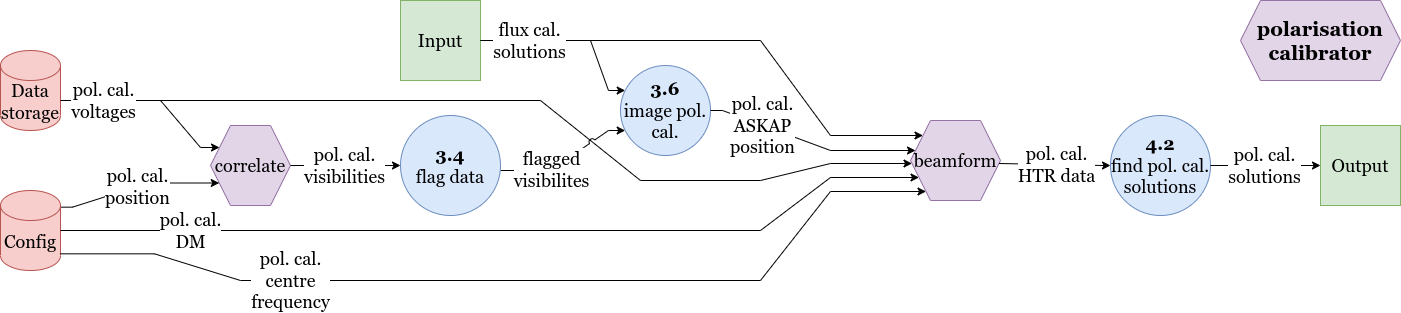 Input
flux cal.
solutions
polarisation
calibrator
Data
storage
pol. cal.
voltages
3.6
image pol.
cal.
pol. cal.
ASKAP
position
correlate
pol. cal.
visibilities
3.4
flag data
flagged
visibilites
beamform
pol. cal.
HTR data
4.2
find pol. cal.
solutions
pol. cal.
solutions
Output
pol. cal.
position
Config
pol. cal.
DM
pol. cal.
centre
frequency